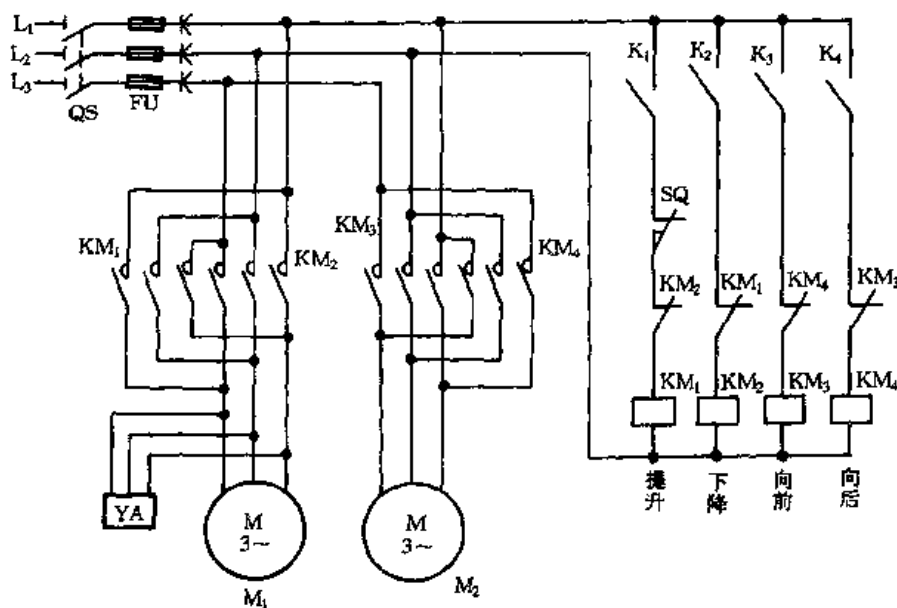 L₁
L₂
L₃
QS
FU
K₁ K₂ K₃ K₄
SQ
KM₁ KM₂ KM₃ KM₄
KM₂ KM₁ KM₄ KM₃
KM₁ KM₂ KM₃ KM₄
提升 下降 向前 向后
YA
M 3~
M 3~
M₁
M₂